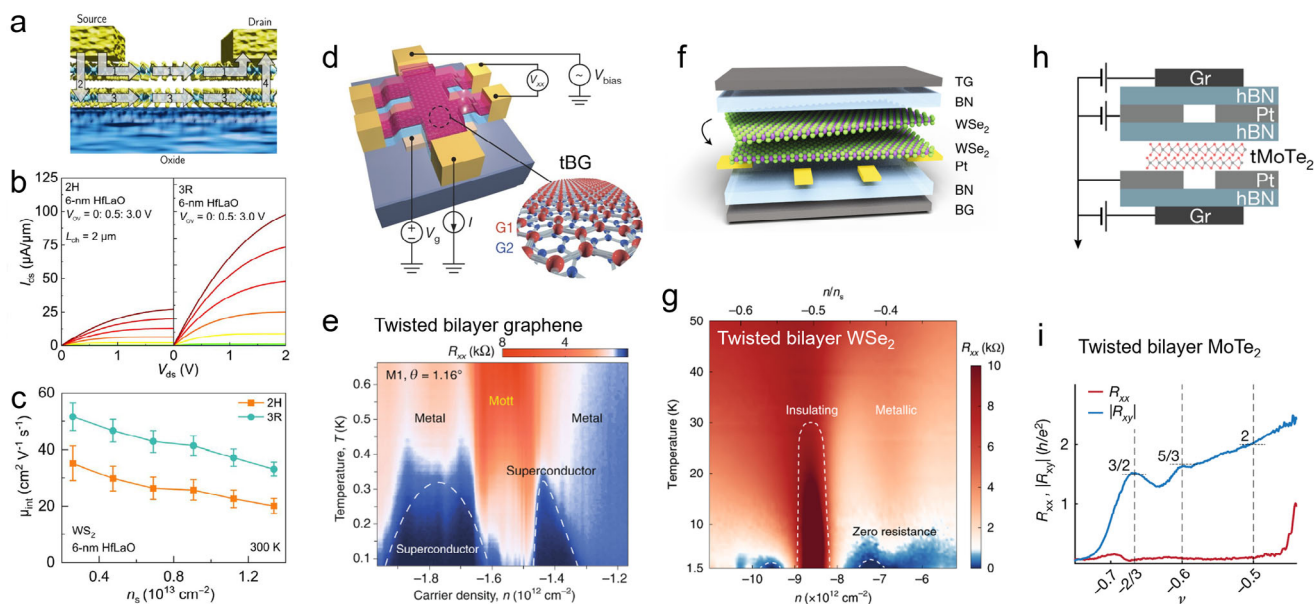 a
Source
Drain
2
3
3
3
4
Oxide
b
I_ds (μA/μm)
125
100
75
50
25
0
2H
6-nm HfLaO
V_ov = 0: 0.5: 3.0 V
L_ch = 2 μm
3R
6-nm HfLaO
V_ov = 0: 0.5: 3.0 V
0
1
0
1
2
V_ds (V)
c
μ_int (cm² V⁻¹ s⁻¹)
60
40
20
0
2H
3R
WS₂
6-nm HfLaO
300 K
0.4
0.8
1.2
n_s (10¹³ cm⁻²)
d
V_xx
V_bias
tBG
V_g
I
G1
G2
e
Twisted bilayer graphene
R_xx (kΩ)
8
4
M1, θ = 1.16°
Metal
Mott
Metal
Superconductor
Superconductor
Temperature, T (K)
0.5
0.3
0.1
−1.8
−1.6
−1.4
−1.2
Carrier density, n (10¹² cm⁻²)
f
TG
BN
WSe₂
WSe₂
Pt
BN
BG
g
n/n_s
−0.6
−0.5
−0.4
Twisted bilayer WSe₂
R_xx (kΩ)
Insulating
Metallic
Zero resistance
Temperature (K)
50
40
30
20
10
1.5
10
8
6
4
2
0
−10
−9
−8
−7
−6
n (×10¹² cm⁻²)
h
Gr
hBN
Pt
hBN
tMoTe₂
Pt
hBN
Gr
i
Twisted bilayer MoTe₂
R_xx
|R_xy|
R_xx, |R_xy| (h/e²)
2
1
3/2
5/3
2
−0.7
−2/3
−0.6
−0.5
ν